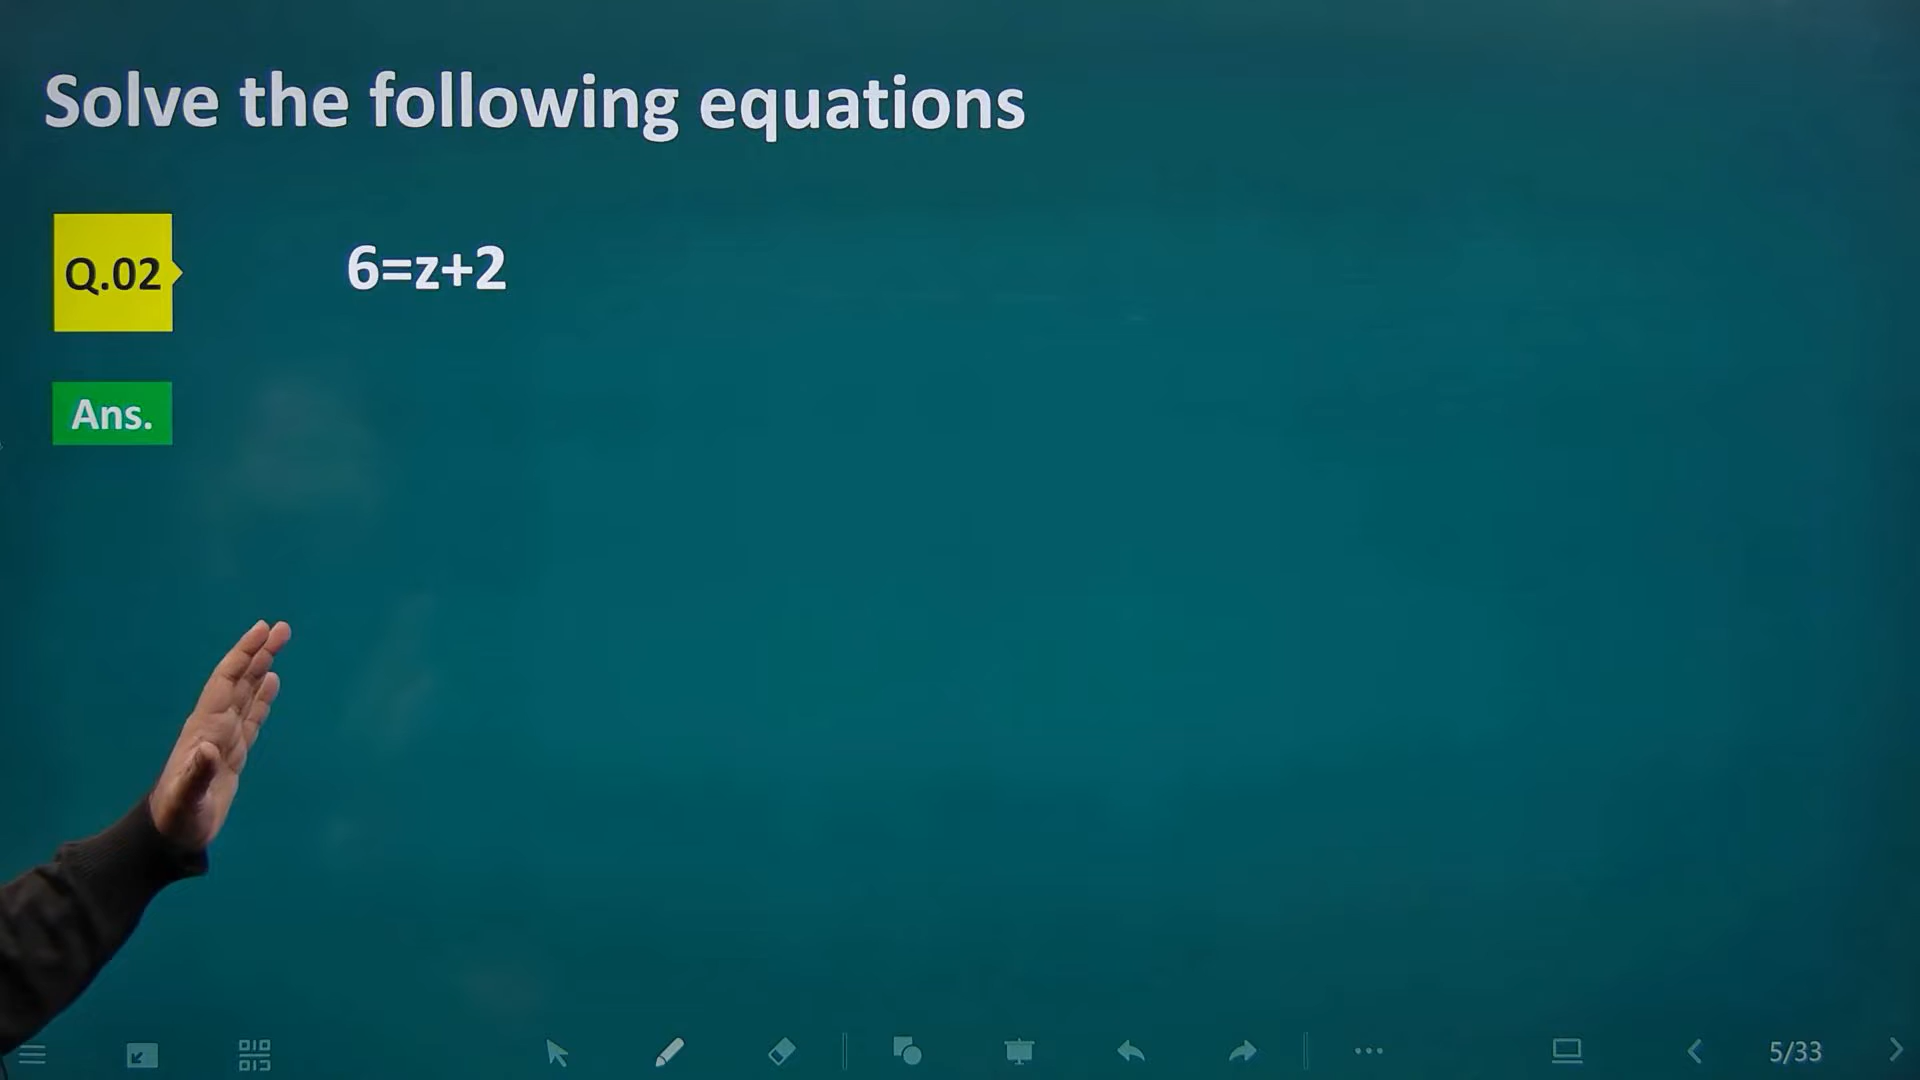 Solve the following equations
Q.02
6=z+2
Ans.
5/33